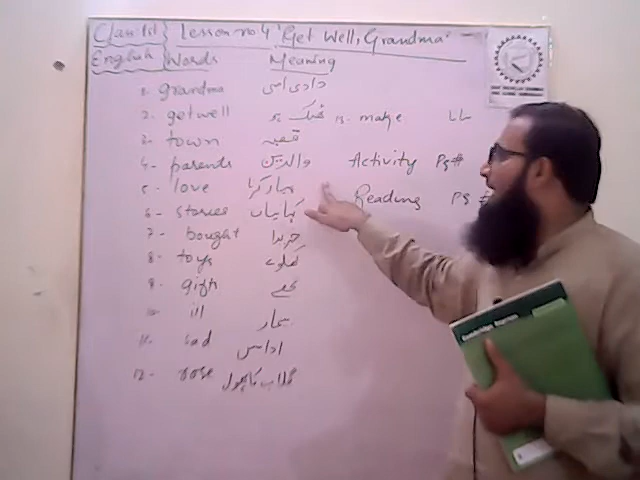 Class 1st Lesson no 4 "Get Well, Grandma"
English Words Meaning
1- grandma دادی امی
2- get well ٹھیک ہو 13- make
3- town قصبہ
4- parents والدین Activity Pg#
5- love پیار کرنا
6- stories کہانیاں Reading Pg #
7- bought خریدا
8- toys کھلونے
9- gifts تحفے
10- ill بیمار
11- sad اداس
12- rose گلاب کا پھول